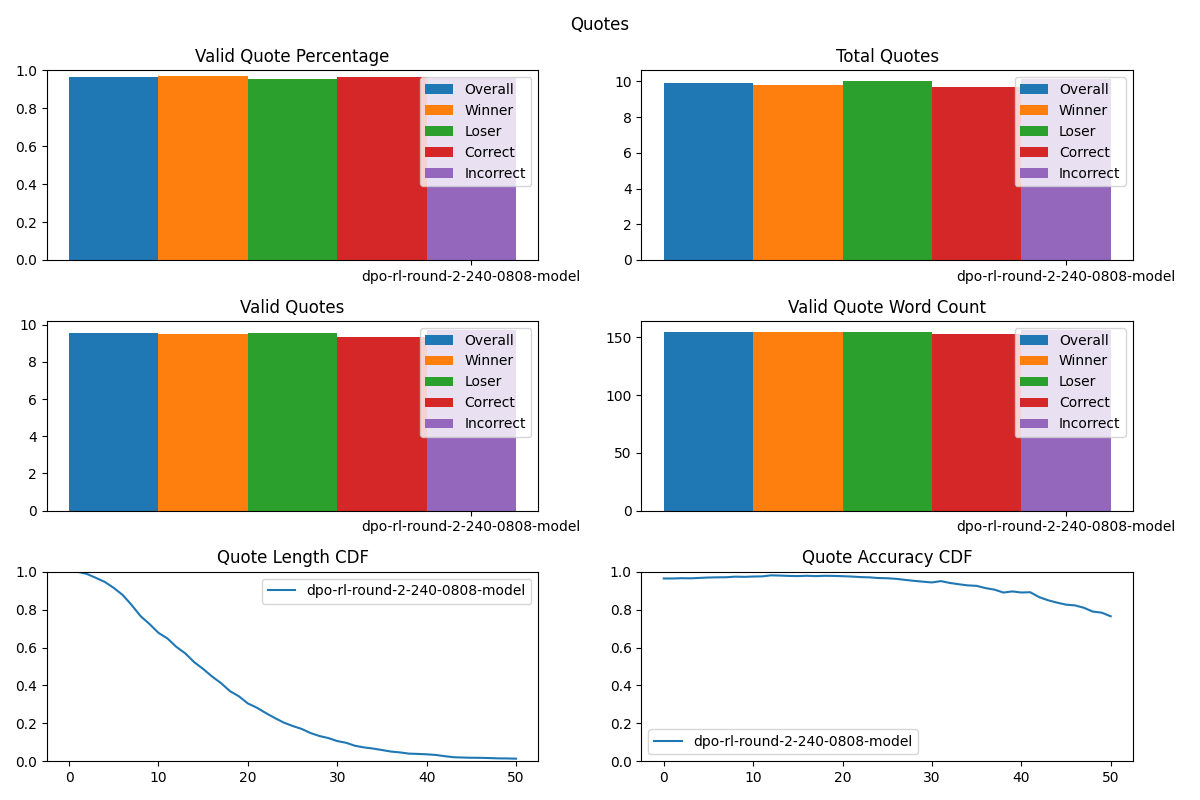 Quotes
Valid Quote Percentage
1.0
0.8
0.6
0.4
0.2
0.0
Overall
Winner
Loser
Correct
Incorrect
dpo-rl-round-2-240-0808-model
Total Quotes
10
8
6
4
2
0
Overall
Winner
Loser
Correct
Incorrect
dpo-rl-round-2-240-0808-model
Valid Quotes
10
8
6
4
2
0
Overall
Winner
Loser
Correct
Incorrect
dpo-rl-round-2-240-0808-model
Valid Quote Word Count
150
100
50
0
Overall
Winner
Loser
Correct
Incorrect
dpo-rl-round-2-240-0808-model
Quote Length CDF
1.0
0.8
0.6
0.4
0.2
0.0
dpo-rl-round-2-240-0808-model
0 10 20 30 40 50
Quote Accuracy CDF
1.0
0.8
0.6
0.4
0.2
0.0
dpo-rl-round-2-240-0808-model
0 10 20 30 40 50